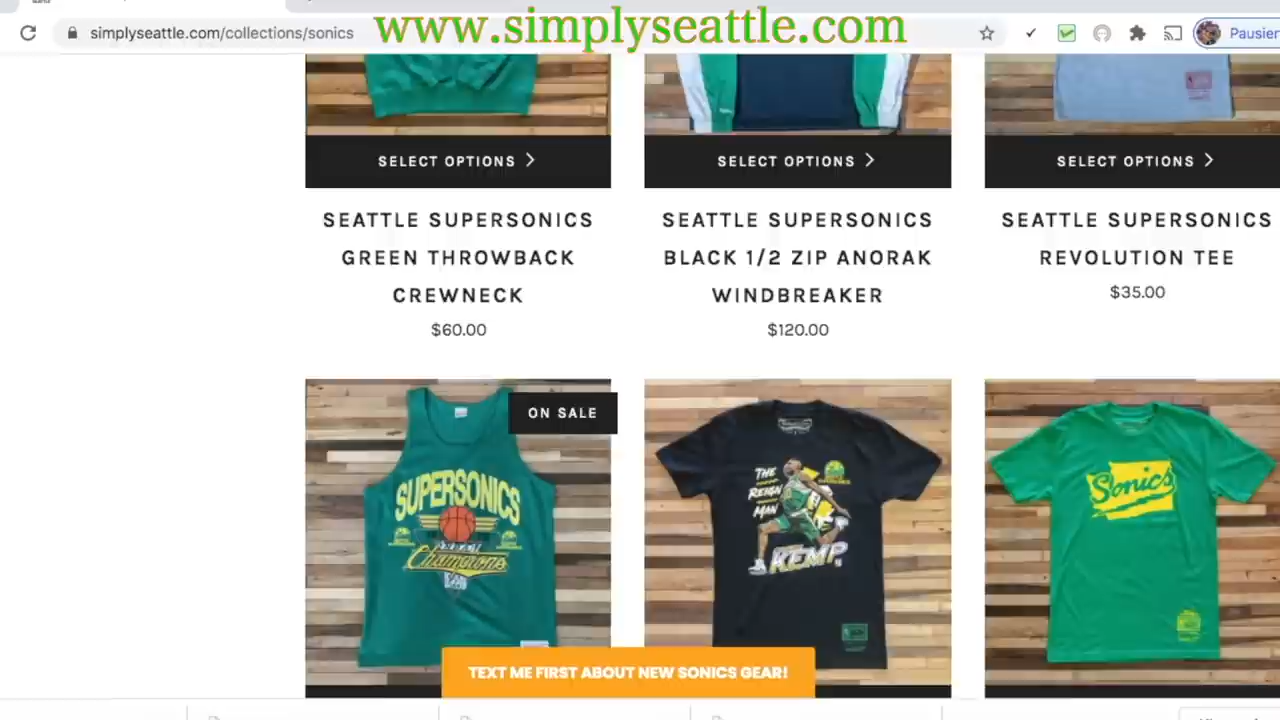 www.simplyseattle.com
simplyseattle.com/collections/sonics
Pausier
SELECT OPTIONS
SELECT OPTIONS
SELECT OPTIONS
SEATTLE SUPERSONICS
GREEN THROWBACK
CREWNECK
$60.00
SEATTLE SUPERSONICS
BLACK 1/2 ZIP ANORAK
WINDBREAKER
$120.00
SEATTLE SUPERSONICS
REVOLUTION TEE
$35.00
ON SALE
SUPERSONICS
Champions
THE
REIGN
MAN
KEMP
Sonics
TEXT ME FIRST ABOUT NEW SONICS GEAR!